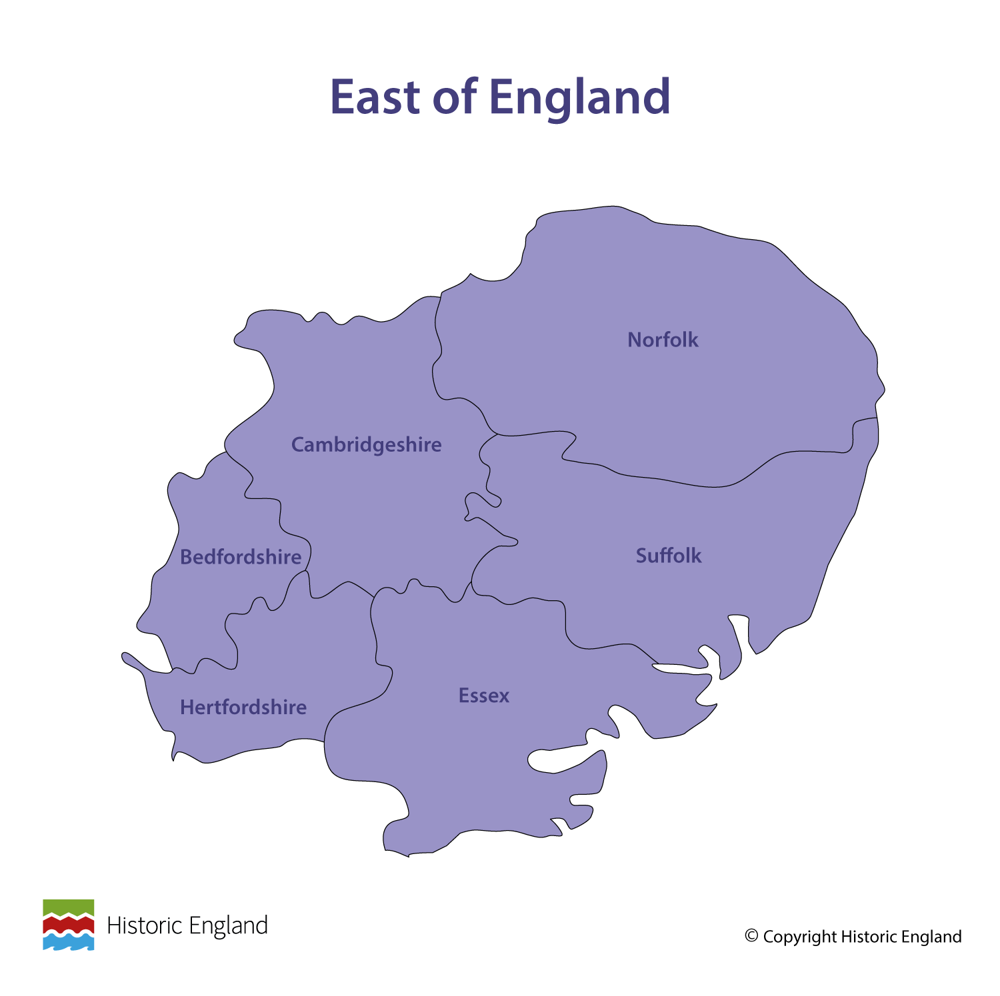 East of England
Norfolk
Cambridgeshire
Bedfordshire
Suffolk
Essex
Hertfordshire
Historic England
© Copyright Historic England